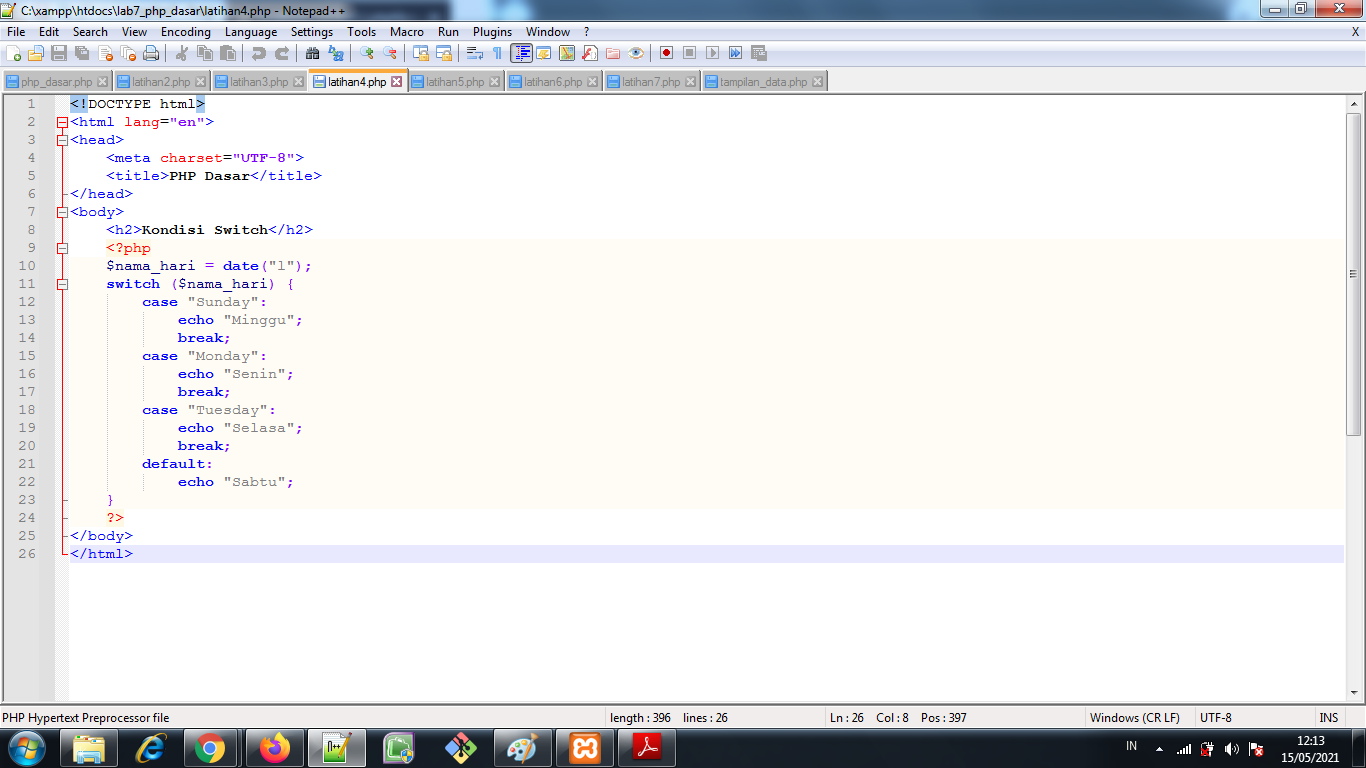 C:\xampp\htdocs\lab7_php_dasar\latihan4.php - Notepad++
File Edit Search View Encoding Language Settings Tools Macro Run Plugins Window ? X
php_dasar.php latihan2.php latihan3.php latihan4.php latihan5.php latihan6.php latihan7.php tampilan_data.php
1 <!DOCTYPE html>
2 <html lang="en">
3 <head>
4 <meta charset="UTF-8">
5 <title>PHP Dasar</title>
6 </head>
7 <body>
8 <h2>Kondisi Switch</h2>
9 <?php
10 $nama_hari = date("l");
11 switch ($nama_hari) {
12 case "Sunday":
13 echo "Minggu";
14 break;
15 case "Monday":
16 echo "Senin";
17 break;
18 case "Tuesday":
19 echo "Selasa";
20 break;
21 default:
22 echo "Sabtu";
23 }
24 ?>
25 </body>
26 </html>
PHP Hypertext Preprocessor file length : 396 lines : 26 Ln : 26 Col : 8 Pos : 397 Windows (CR LF) UTF-8 INS
IN 12:13
15/05/2021